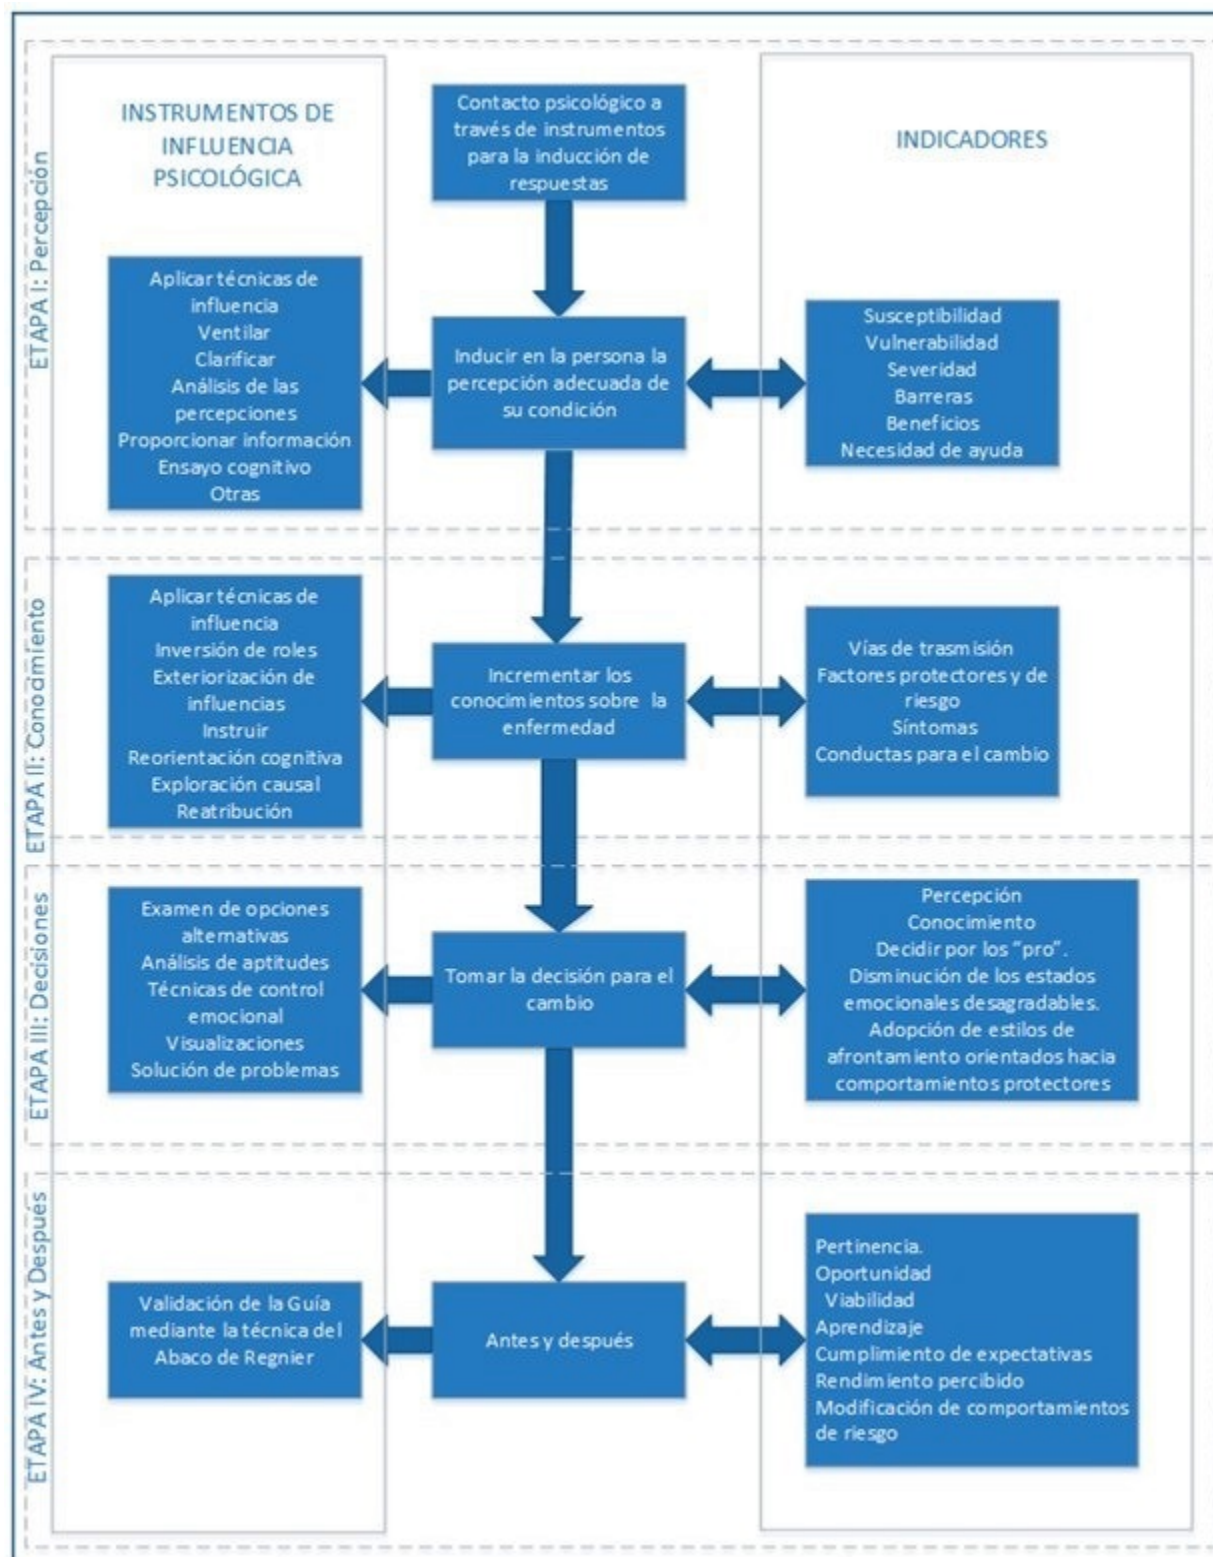 ETAPA I: Percepción
INSTRUMENTOS DE
INFLUENCIA
PSICOLÓGICA
Contacto psicológico a
través de instrumentos
para la inducción de
respuestas
INDICADORES
Aplicar técnicas de
influencia
Ventilar
Clarificar
Análisis de las
percepciones
Proporcionar información
Ensayo cognitivo
Otras
Inducir en la persona la
percepción adecuada de
su condición
Susceptibilidad
Vulnerabilidad
Severidad
Barreras
Beneficios
Necesidad de ayuda
ETAPA II: Conodmiento
Aplicar técnicas de
influencia
Inversión de roles
Exteriorización de
influencias
Instruir
Reorientación cognitiva
Exploración causal
Reatribución
Incrementar los
conocimientos sobre la
enfermedad
Vías de trasmisión
Factores protectores y de
riesgo
Síntomas
Conductas para el cambio
ETAPA III: Decisiones
Examen de opciones
alternativas
Análisis de aptitudes
Técnicas de control
emocional
Visualizaciones
Solución de problemas
Tomar la decisión para el
cambio
Percepción
Conocimiento
Decidir por los “pro”.
Disminución de los estados
emocionales desagradables.
Adopción de estilos de
afrontamiento orientados hacia
comportamientos protectores
ETAPA IV: Antes y Después
Validación de la Guía
mediante la técnica del
Abaco de Regnier
Antes y después
Pertinencia.
Oportunidad
Viabilidad
Aprendizaje
Cumplimiento de expectativas
Rendimiento percibido
Modificación de comportamientos
de riesgo